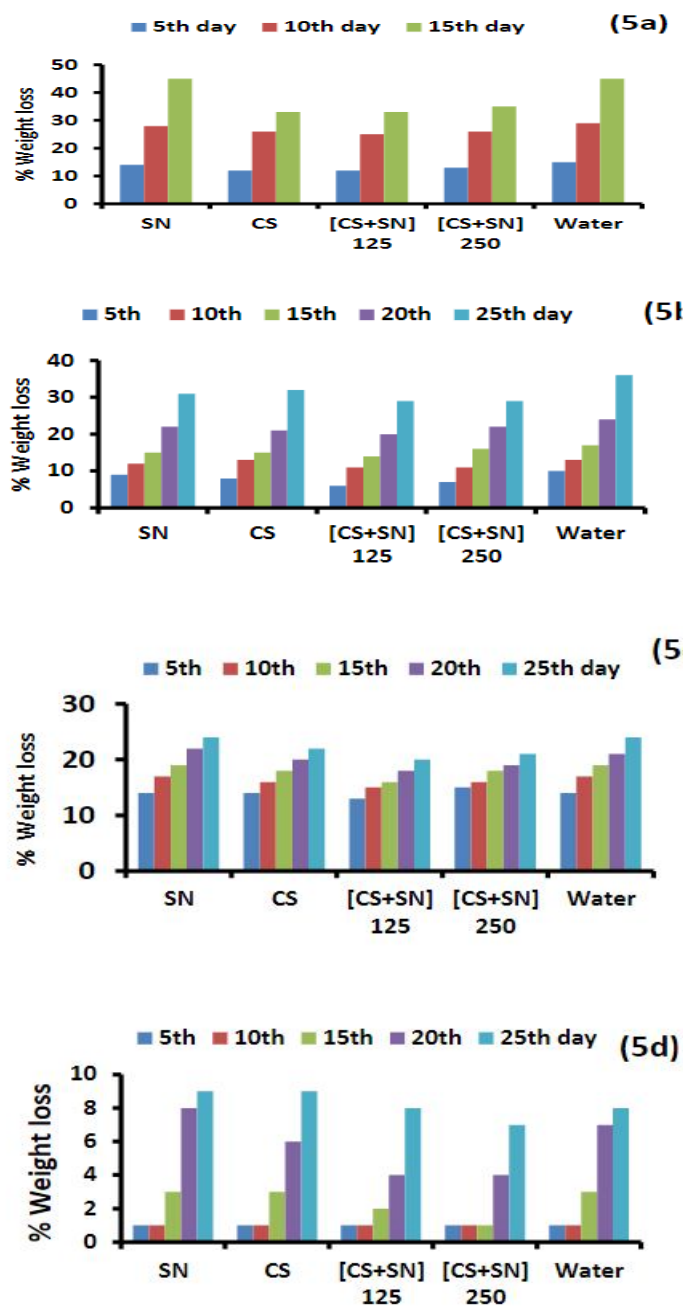 (5a)
5th day 10th day 15th day
50
40
30
20
10
0
% Weight loss
SN CS [CS+SN] [CS+SN] Water
125 250
(5b
5th 10th 15th 20th 25th day
40
30
20
10
0
% Weight loss
SN CS [CS+SN] [CS+SN] Water
125 250
(5
5th 10th 15th 20th 25th day
30
20
10
0
% Weight loss
SN CS [CS+SN] [CS+SN] Water
125 250
(5d)
5th 10th 15th 20th 25th day
10
8
6
4
2
0
% Weight loss
SN CS [CS+SN] [CS+SN] Water
125 250